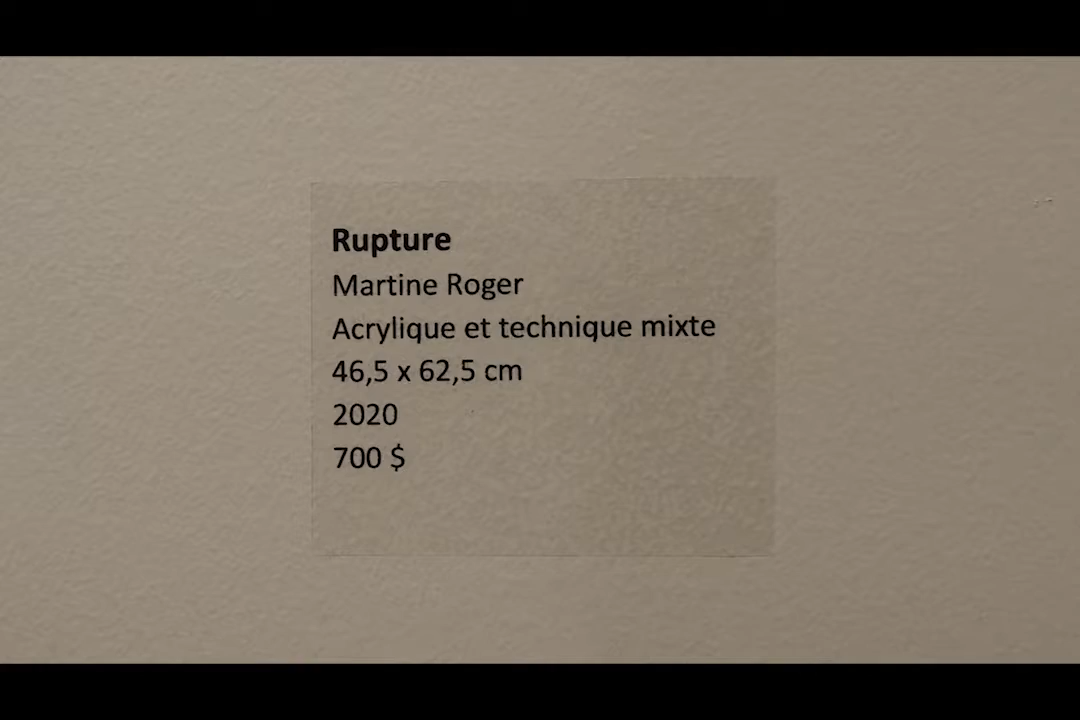 Rupture
Martine Roger
Acrylique et technique mixte
46,5 x 62,5 cm
2020
700 $